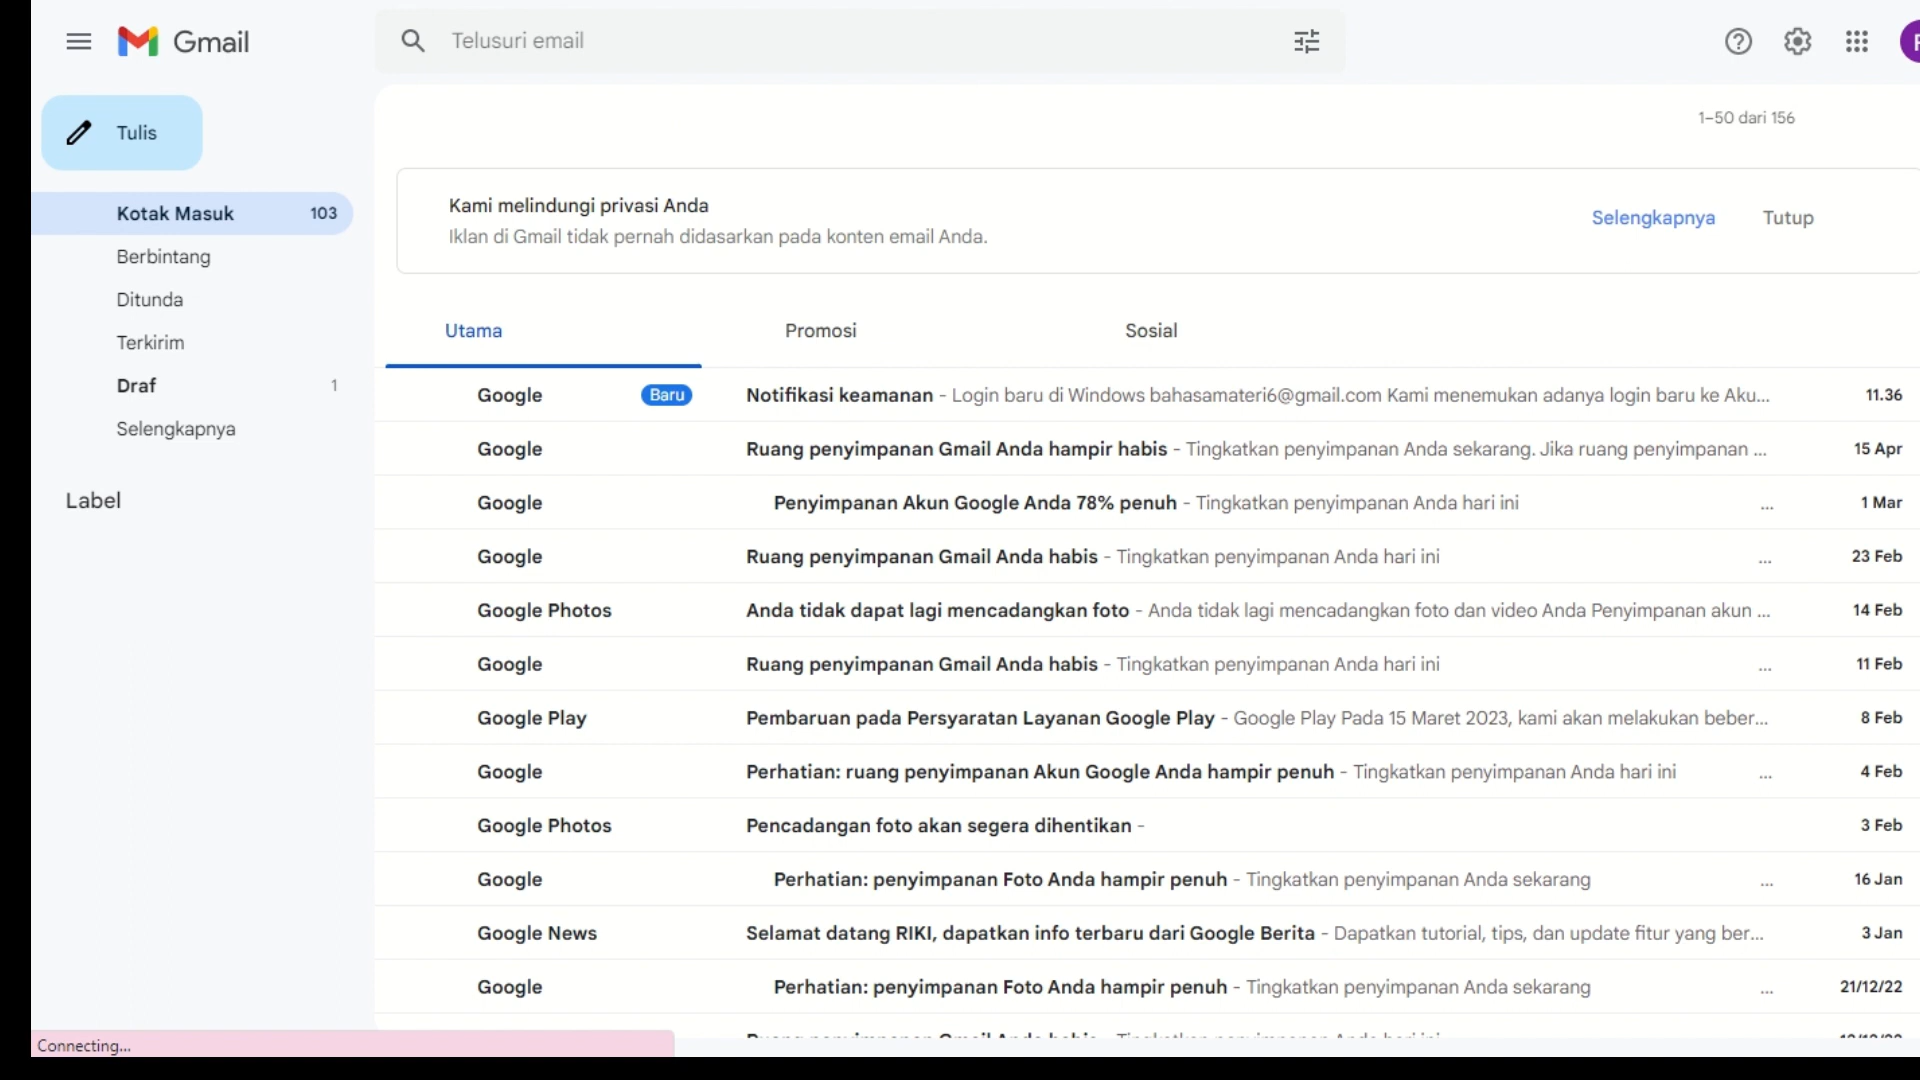 Gmail
Telusuri email
Tulis
1–50 dari 156
Kami melindungi privasi Anda
Iklan di Gmail tidak pernah didasarkan pada konten email Anda.
Selengkapnya Tutup
Kotak Masuk 103
Berbintang
Ditunda
Terkirim
Draf 1
Selengkapnya
Label
Utama Promosi Sosial
Google Baru Notifikasi keamanan - Login baru di Windows bahasamateri6@gmail.com Kami menemukan adanya login baru ke Aku... 11.36
Google Ruang penyimpanan Gmail Anda hampir habis - Tingkatkan penyimpanan Anda sekarang. Jika ruang penyimpanan ... 15 Apr
Google Penyimpanan Akun Google Anda 78% penuh - Tingkatkan penyimpanan Anda hari ini ... 1 Mar
Google Ruang penyimpanan Gmail Anda habis - Tingkatkan penyimpanan Anda hari ini ... 23 Feb
Google Photos Anda tidak dapat lagi mencadangkan foto - Anda tidak lagi mencadangkan foto dan video Anda Penyimpanan akun ... 14 Feb
Google Ruang penyimpanan Gmail Anda habis - Tingkatkan penyimpanan Anda hari ini ... 11 Feb
Google Play Pembaruan pada Persyaratan Layanan Google Play - Google Play Pada 15 Maret 2023, kami akan melakukan beber... 8 Feb
Google Perhatian: ruang penyimpanan Akun Google Anda hampir penuh - Tingkatkan penyimpanan Anda hari ini ... 4 Feb
Google Photos Pencadangan foto akan segera dihentikan - 3 Feb
Google Perhatian: penyimpanan Foto Anda hampir penuh - Tingkatkan penyimpanan Anda sekarang ... 16 Jan
Google News Selamat datang RIKI, dapatkan info terbaru dari Google Berita - Dapatkan tutorial, tips, dan update fitur yang ber... 3 Jan
Google Perhatian: penyimpanan Foto Anda hampir penuh - Tingkatkan penyimpanan Anda sekarang ... 21/12/22
Connecting...